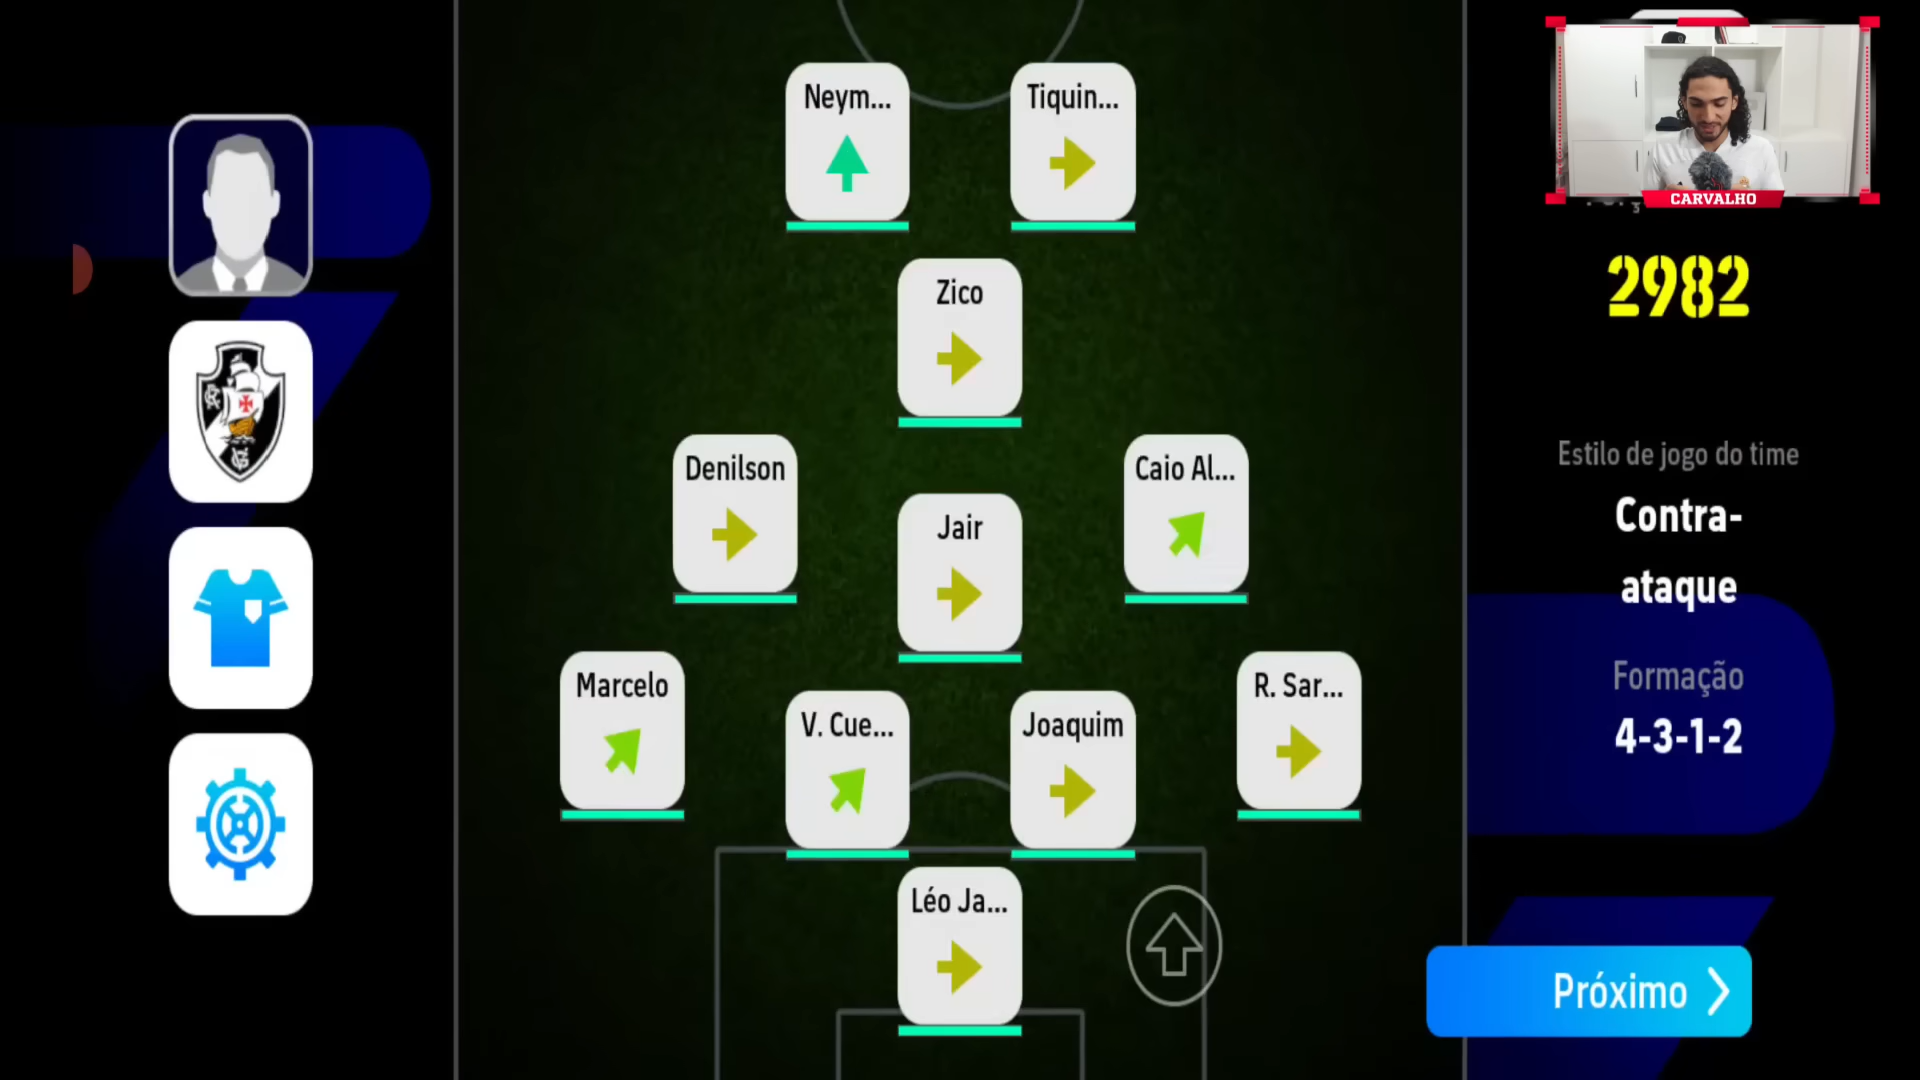 Neym...
Tiquin...
CARVALHO
2982
Zico
Denilson
Caio Al...
Jair
Estilo de jogo do time
Contra-
ataque
Marcelo
V. Cue...
Joaquim
R. Sar...
Formação
4-3-1-2
Léo Ja...
Próximo